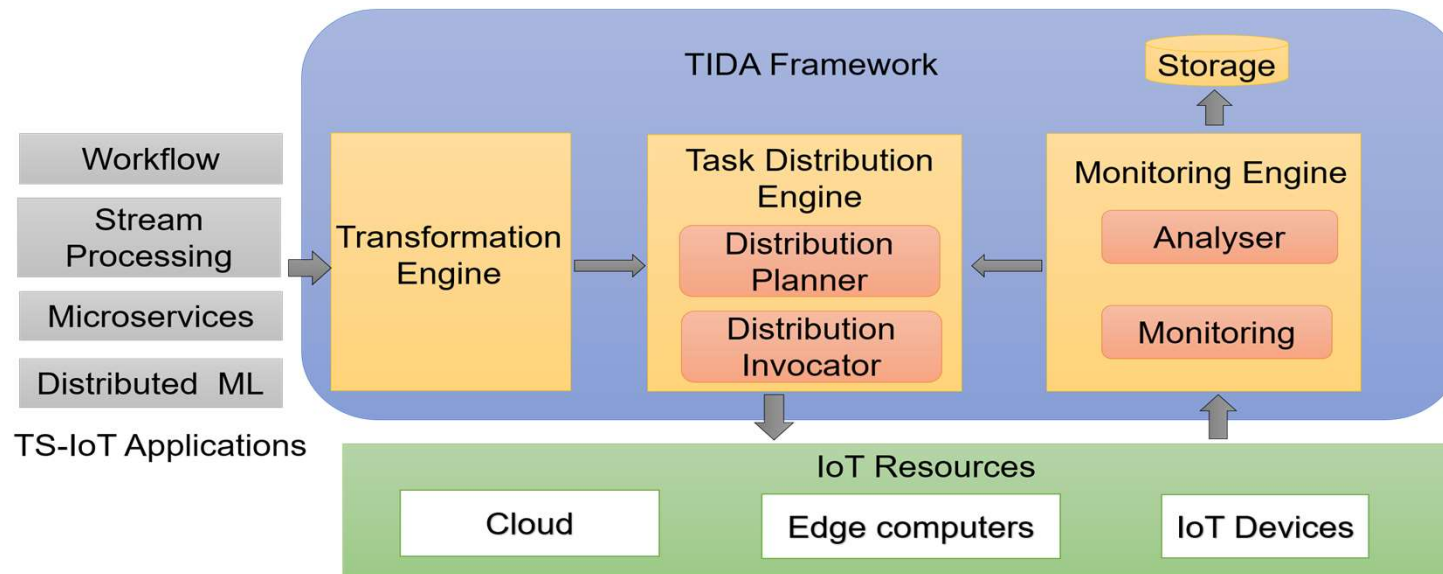 TIDA Framework
Storage
Workflow
Stream
Processing
Microservices
Distributed ML
TS-IoT Applications
Transformation
Engine
Task Distribution
Engine
Distribution
Planner
Distribution
Invocator
Monitoring Engine
Analyser
Monitoring
IoT Resources
Cloud
Edge computers
IoT Devices